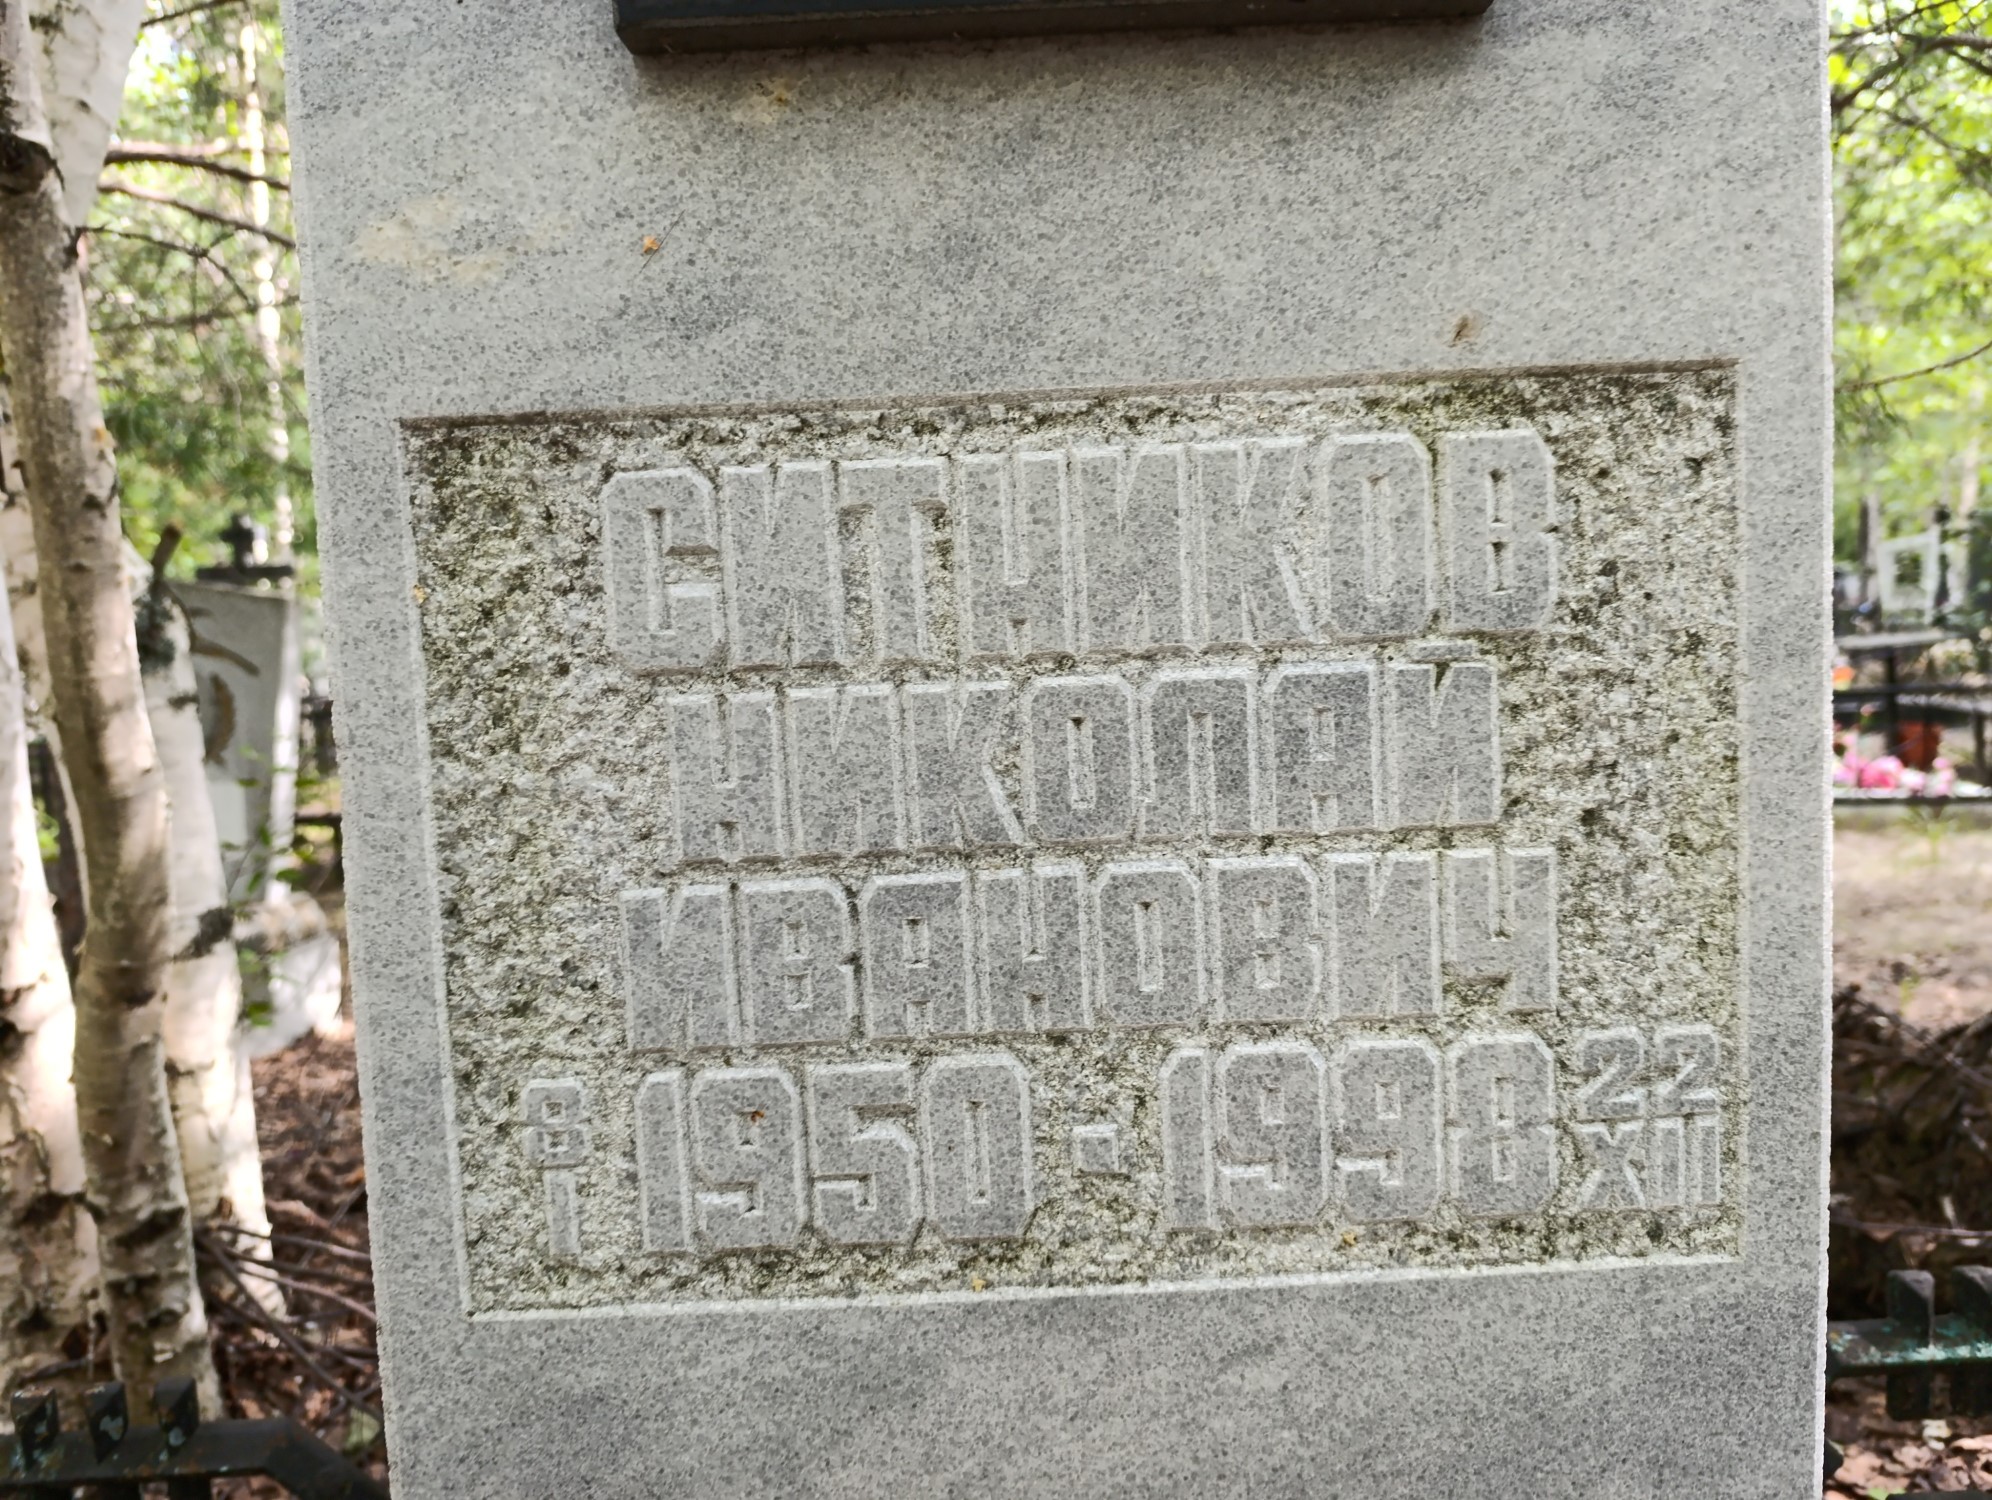 СИТНИКОВ
НИКОЛАЙ
ИВАНОВИЧ
8 I 1950 - 1998 22 XII